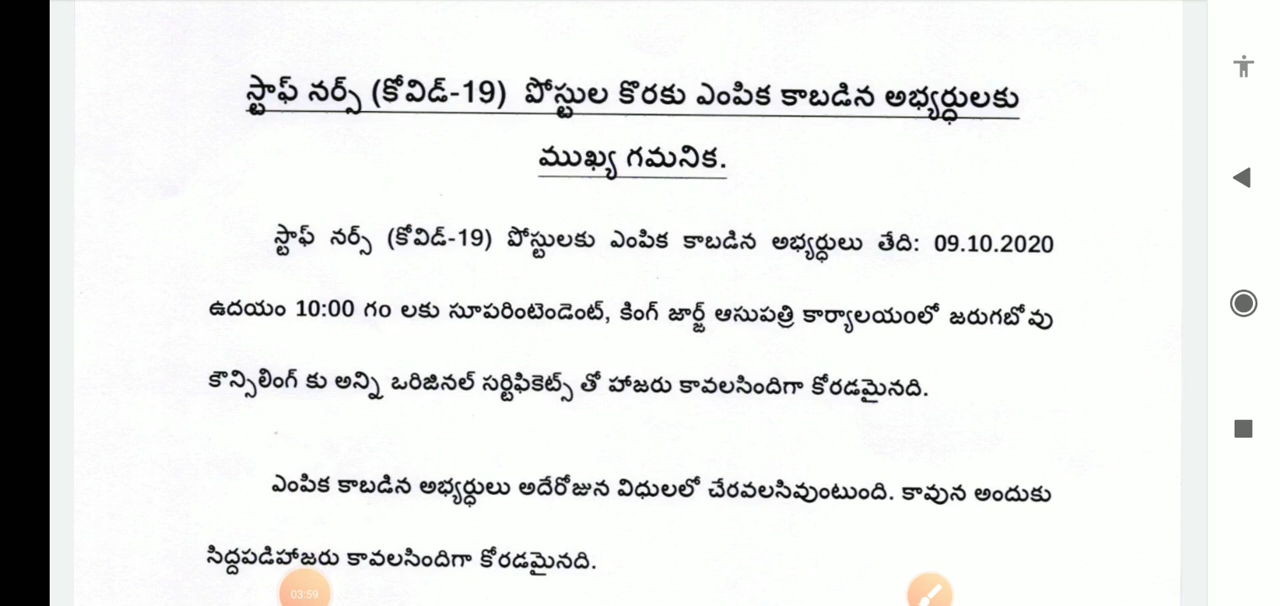 స్టాఫ్ నర్స్ (కోవిడ్-19) పోస్టుల కొరకు ఎంపిక కాబడిన అభ్యర్ధులకు
ముఖ్య గమనిక.
స్టాఫ్ నర్స్ (కోవిడ్-19) పోస్టులకు ఎంపిక కాబడిన అభ్యర్ధులు తేది: 09.10.2020
ఉదయం 10:00 గం లకు సూపరింటెండెంట్, కింగ్ జార్జ్ ఆసుపత్రి కార్యాలయంలో జరుగబోవు
కౌన్సిలింగ్ కు అన్ని ఒరిజినల్ సర్టిఫికెట్స్ తో హాజరు కావలసిందిగా కోరడమైనది.
ఎంపిక కాబడిన అభ్యర్ధులు అదేరోజున విధులలో చేరవలసివుంటుంది. కావున అందుకు
సిద్దపడిహాజరు కావలసిందిగా కోరడమైనది.
03:59